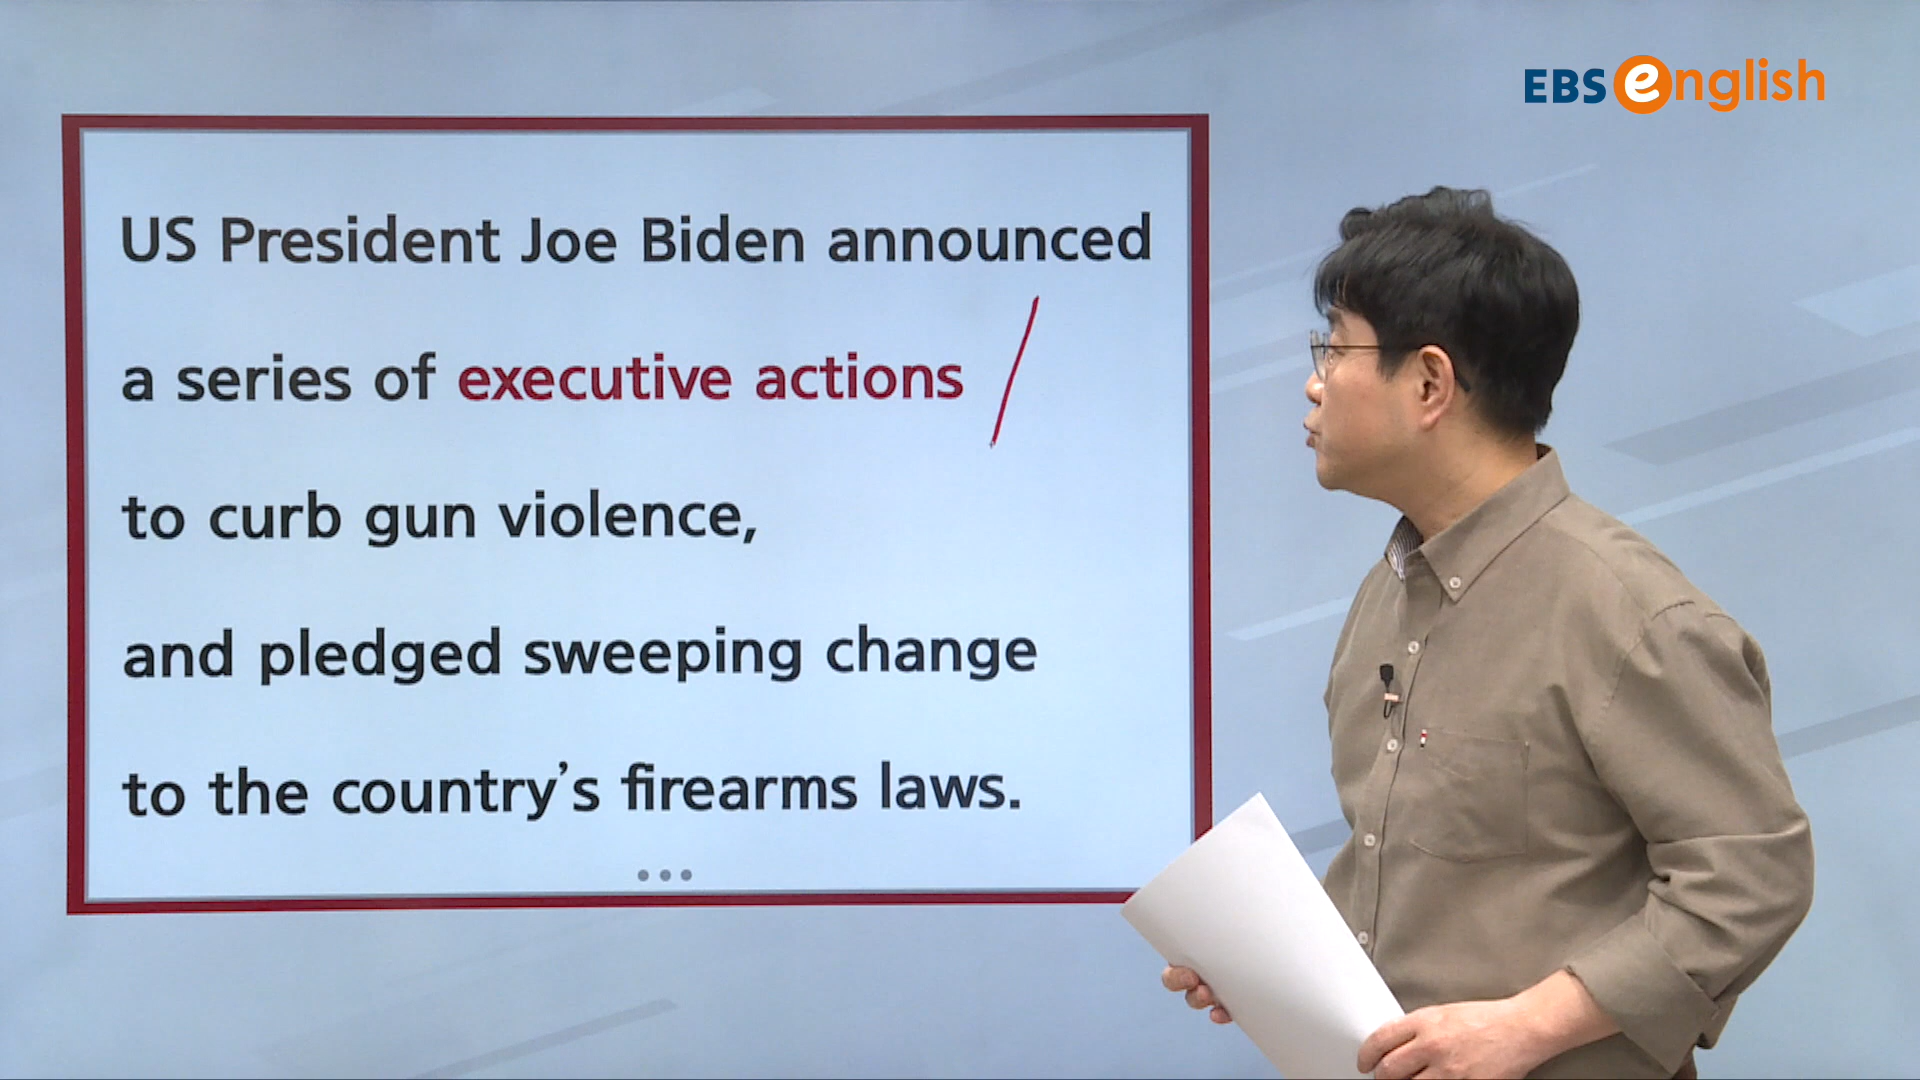 EBS English
US President Joe Biden announced
a series of executive actions
to curb gun violence,
and pledged sweeping change
to the country's firearms laws.